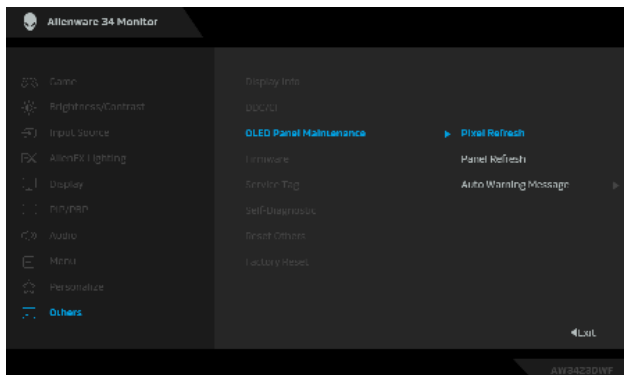 Alienware 34 Monitor
Game
Brightness/Contrast
Input Source
AlienFX Lighting
Display
PIP/PBP
Audio
Menu
Personalize
Others
Display Info
DDC/CI
OLED Panel Maintenance
Firmware
Service Tag
Self-Diagnostic
Reset Others
Factory Reset
Pixel Refresh
Panel Refresh
Auto Warning Message
Exit
AW3423DWF